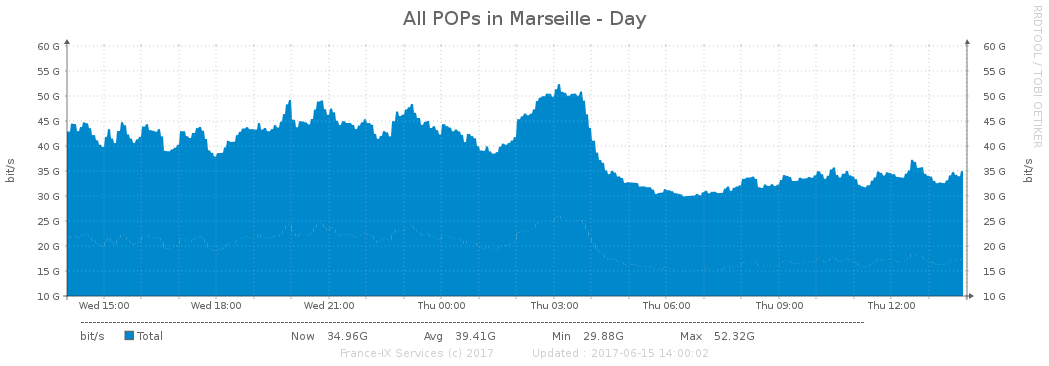 All POPs in Marseille - Day
RRDTOOL / TOBI OETIKER
60 G 60 G
55 G 55 G
50 G 50 G
45 G 45 G
40 G 40 G
35 G 35 G
30 G 30 G
25 G 25 G
20 G 20 G
15 G 15 G
10 G 10 G
bit/s
bit/s
Wed 15:00 Wed 18:00 Wed 21:00 Thu 00:00 Thu 03:00 Thu 06:00 Thu 09:00 Thu 12:00
bit/s Total Now 34.96G Avg 39.41G Min 29.88G Max 52.32G
France-IX Services (c) 2017 Updated : 2017-06-15 14:00:02